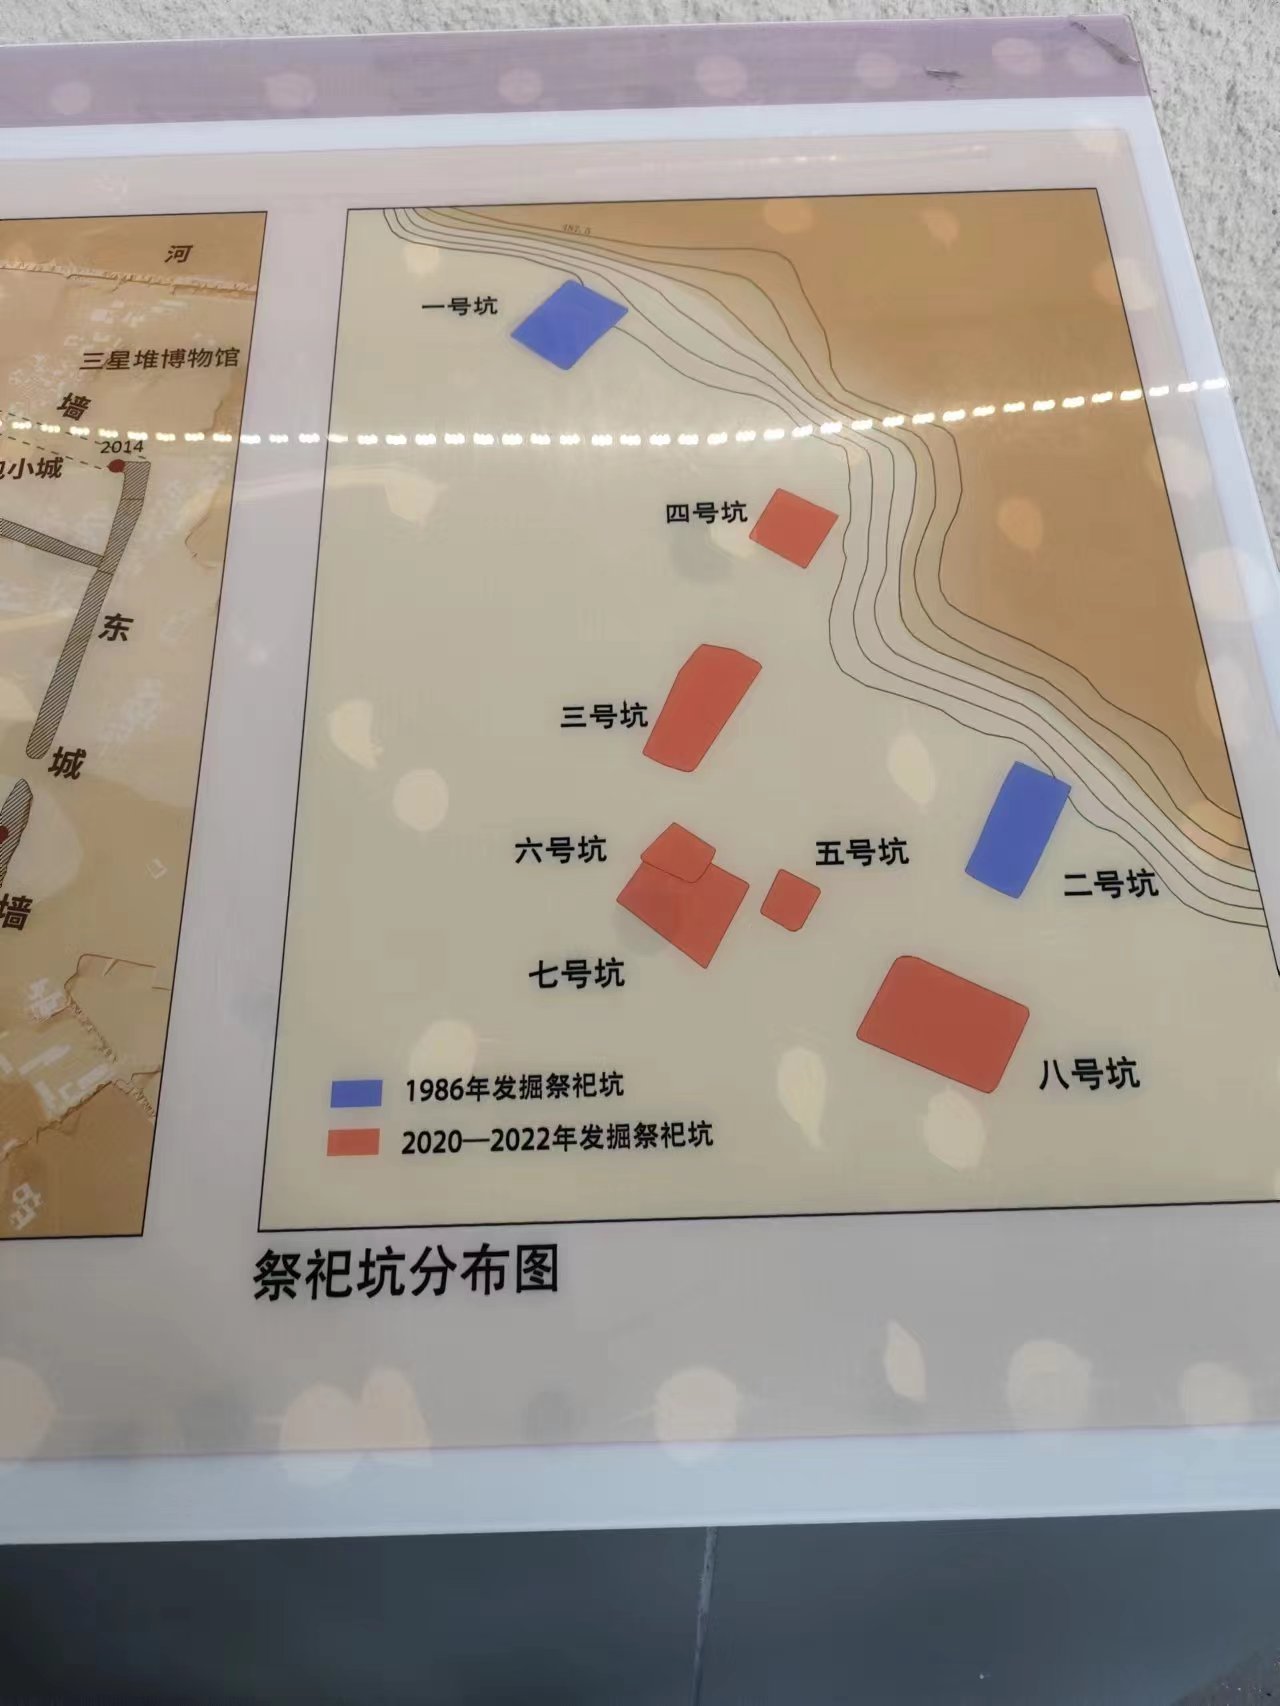 河
三星堆博物馆
墙
2014
小城
东
城
墙
487.5
一号坑
四号坑
三号坑
六号坑
五号坑
二号坑
七号坑
八号坑
1986年发掘祭祀坑
2020—2022年发掘祭祀坑
祭祀坑分布图